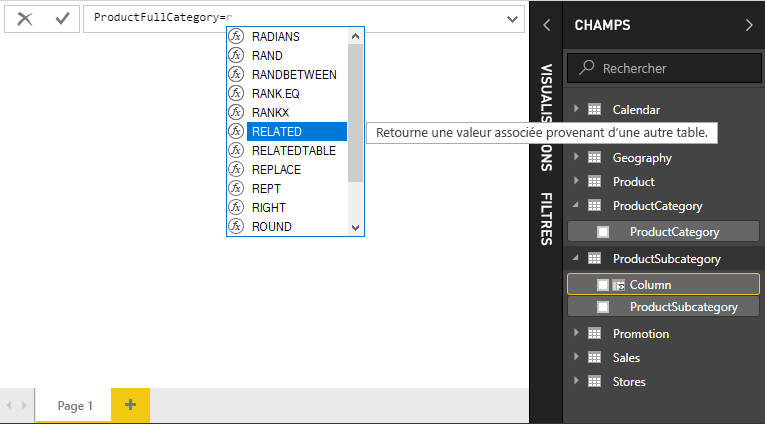 ProductFullCategory=r
RADIANS
RAND
RANDBETWEEN
RANK.EQ
RANKX
RELATED
RELATEDTABLE
REPLACE
REPT
RIGHT
ROUND
Retourne une valeur associée provenant d'une autre table.
Page 1
FILTRES
CHAMPS
Rechercher
Calendar
Geography
Product
ProductCategory
ProductCategory
ProductSubcategory
Column
ProductSubcategory
Promotion
Sales
Stores